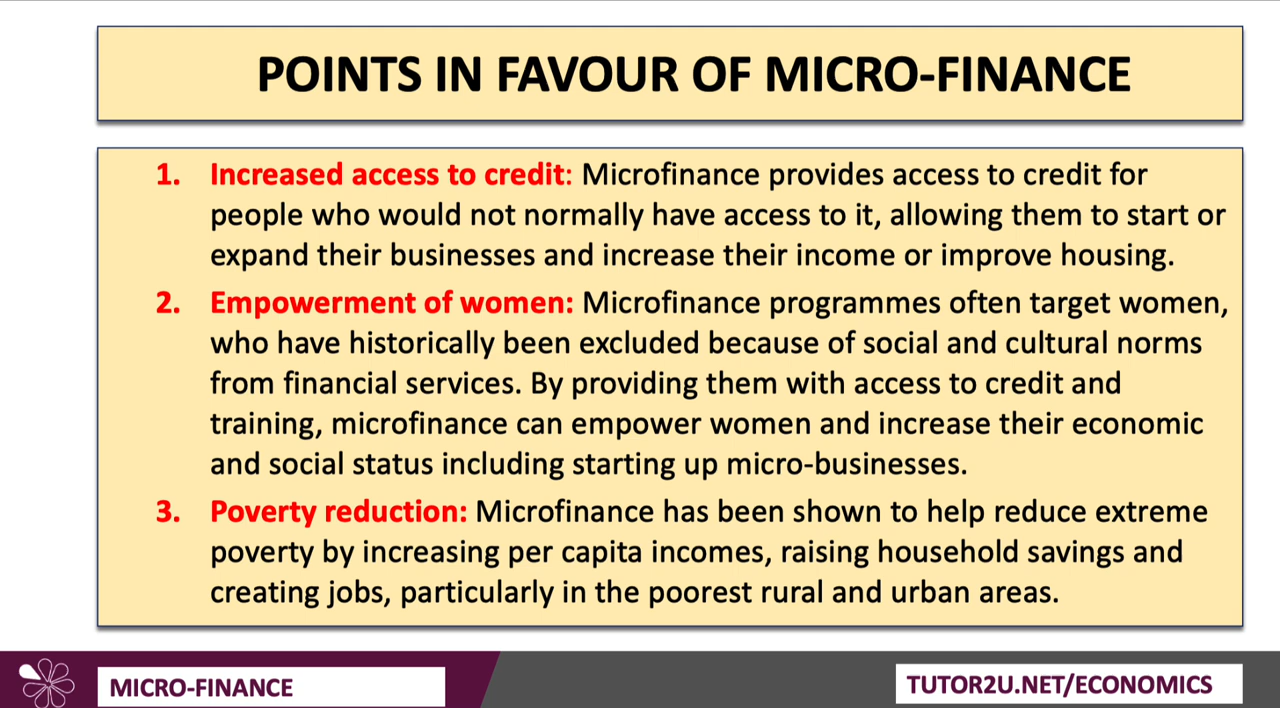 POINTS IN FAVOUR OF MICRO-FINANCE
1. Increased access to credit: Microfinance provides access to credit for
people who would not normally have access to it, allowing them to start or
expand their businesses and increase their income or improve housing.
2. Empowerment of women: Microfinance programmes often target women,
who have historically been excluded because of social and cultural norms
from financial services. By providing them with access to credit and
training, microfinance can empower women and increase their economic
and social status including starting up micro-businesses.
3. Poverty reduction: Microfinance has been shown to help reduce extreme
poverty by increasing per capita incomes, raising household savings and
creating jobs, particularly in the poorest rural and urban areas.
MICRO-FINANCE
TUTOR2U.NET/ECONOMICS